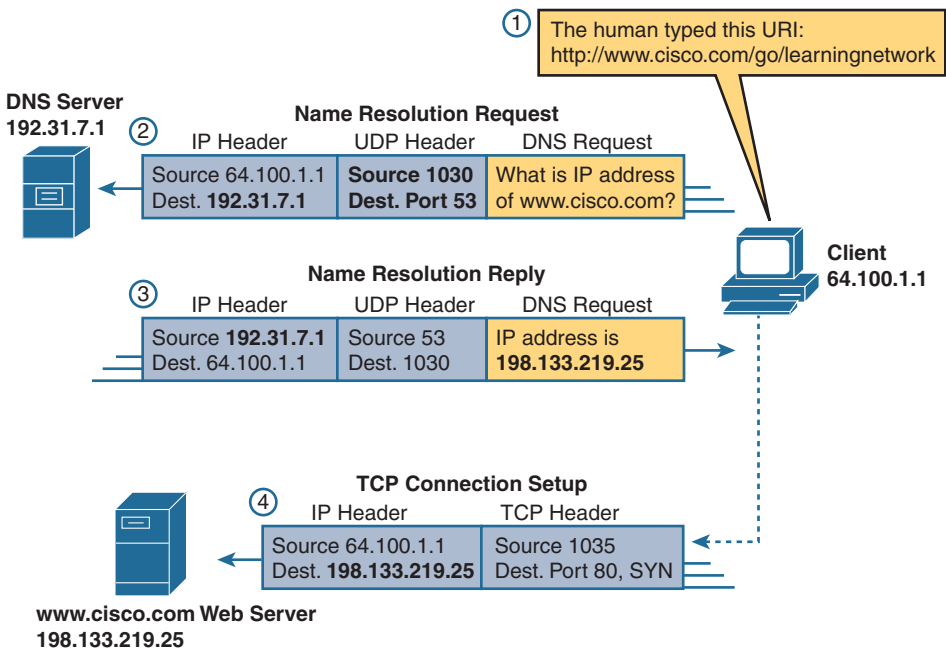 1
The human typed this URI:
http://www.cisco.com/go/learningnetwork
DNS Server
192.31.7.1
2
Name Resolution Request
IP Header
UDP Header
DNS Request
Source 64.100.1.1
Dest. 192.31.7.1
Source 1030
Dest. Port 53
What is IP address
of www.cisco.com?
Client
64.100.1.1
3
Name Resolution Reply
IP Header
UDP Header
DNS Request
Source 192.31.7.1
Dest. 64.100.1.1
Source 53
Dest. 1030
IP address is
198.133.219.25
4
TCP Connection Setup
IP Header
TCP Header
Source 64.100.1.1
Dest. 198.133.219.25
Source 1035
Dest. Port 80, SYN
www.cisco.com Web Server
198.133.219.25